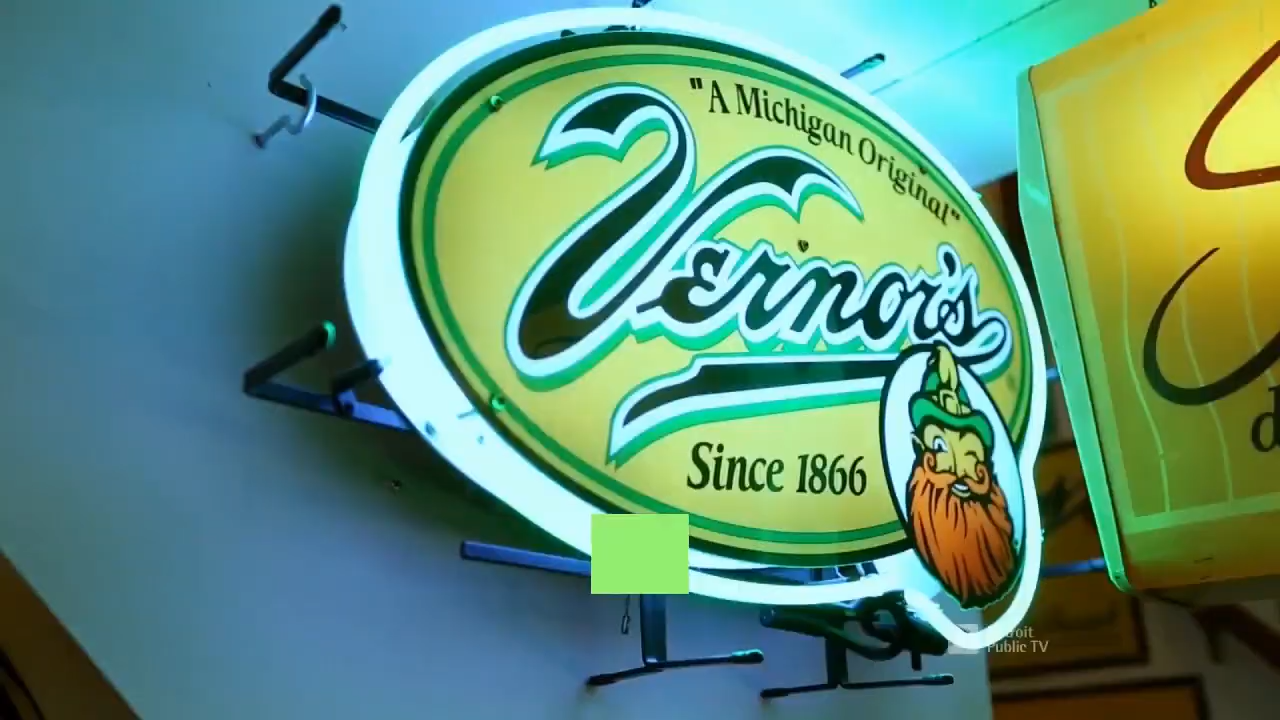 "A Michigan Original"
Vernor's
Since 1866
d
Detroit
Public TV